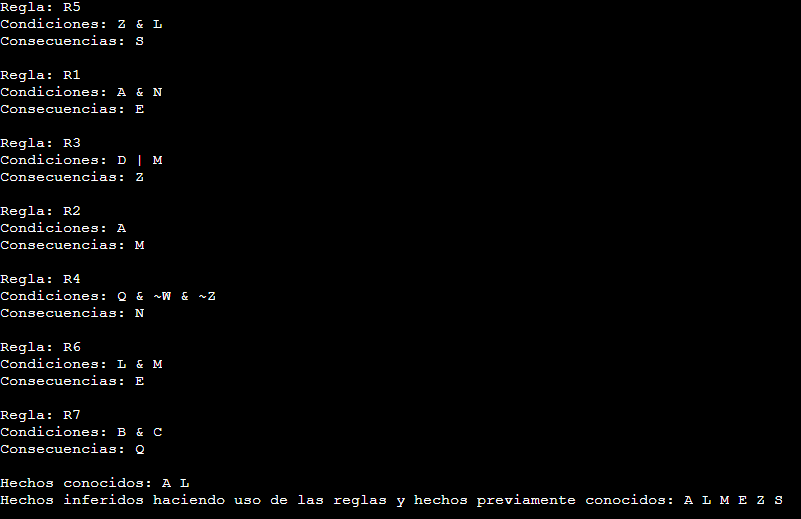 Regla: R5
Condiciones: Z & L
Consecuencias: S
Regla: R1
Condiciones: A & N
Consecuencias: E
Regla: R3
Condiciones: D | M
Consecuencias: Z
Regla: R2
Condiciones: A
Consecuencias: M
Regla: R4
Condiciones: Q & ~W & ~Z
Consecuencias: N
Regla: R6
Condiciones: L & M
Consecuencias: E
Regla: R7
Condiciones: B & C
Consecuencias: Q
Hechos conocidos: A L
Hechos inferidos haciendo uso de las reglas y hechos previamente conocidos: A L M E Z S